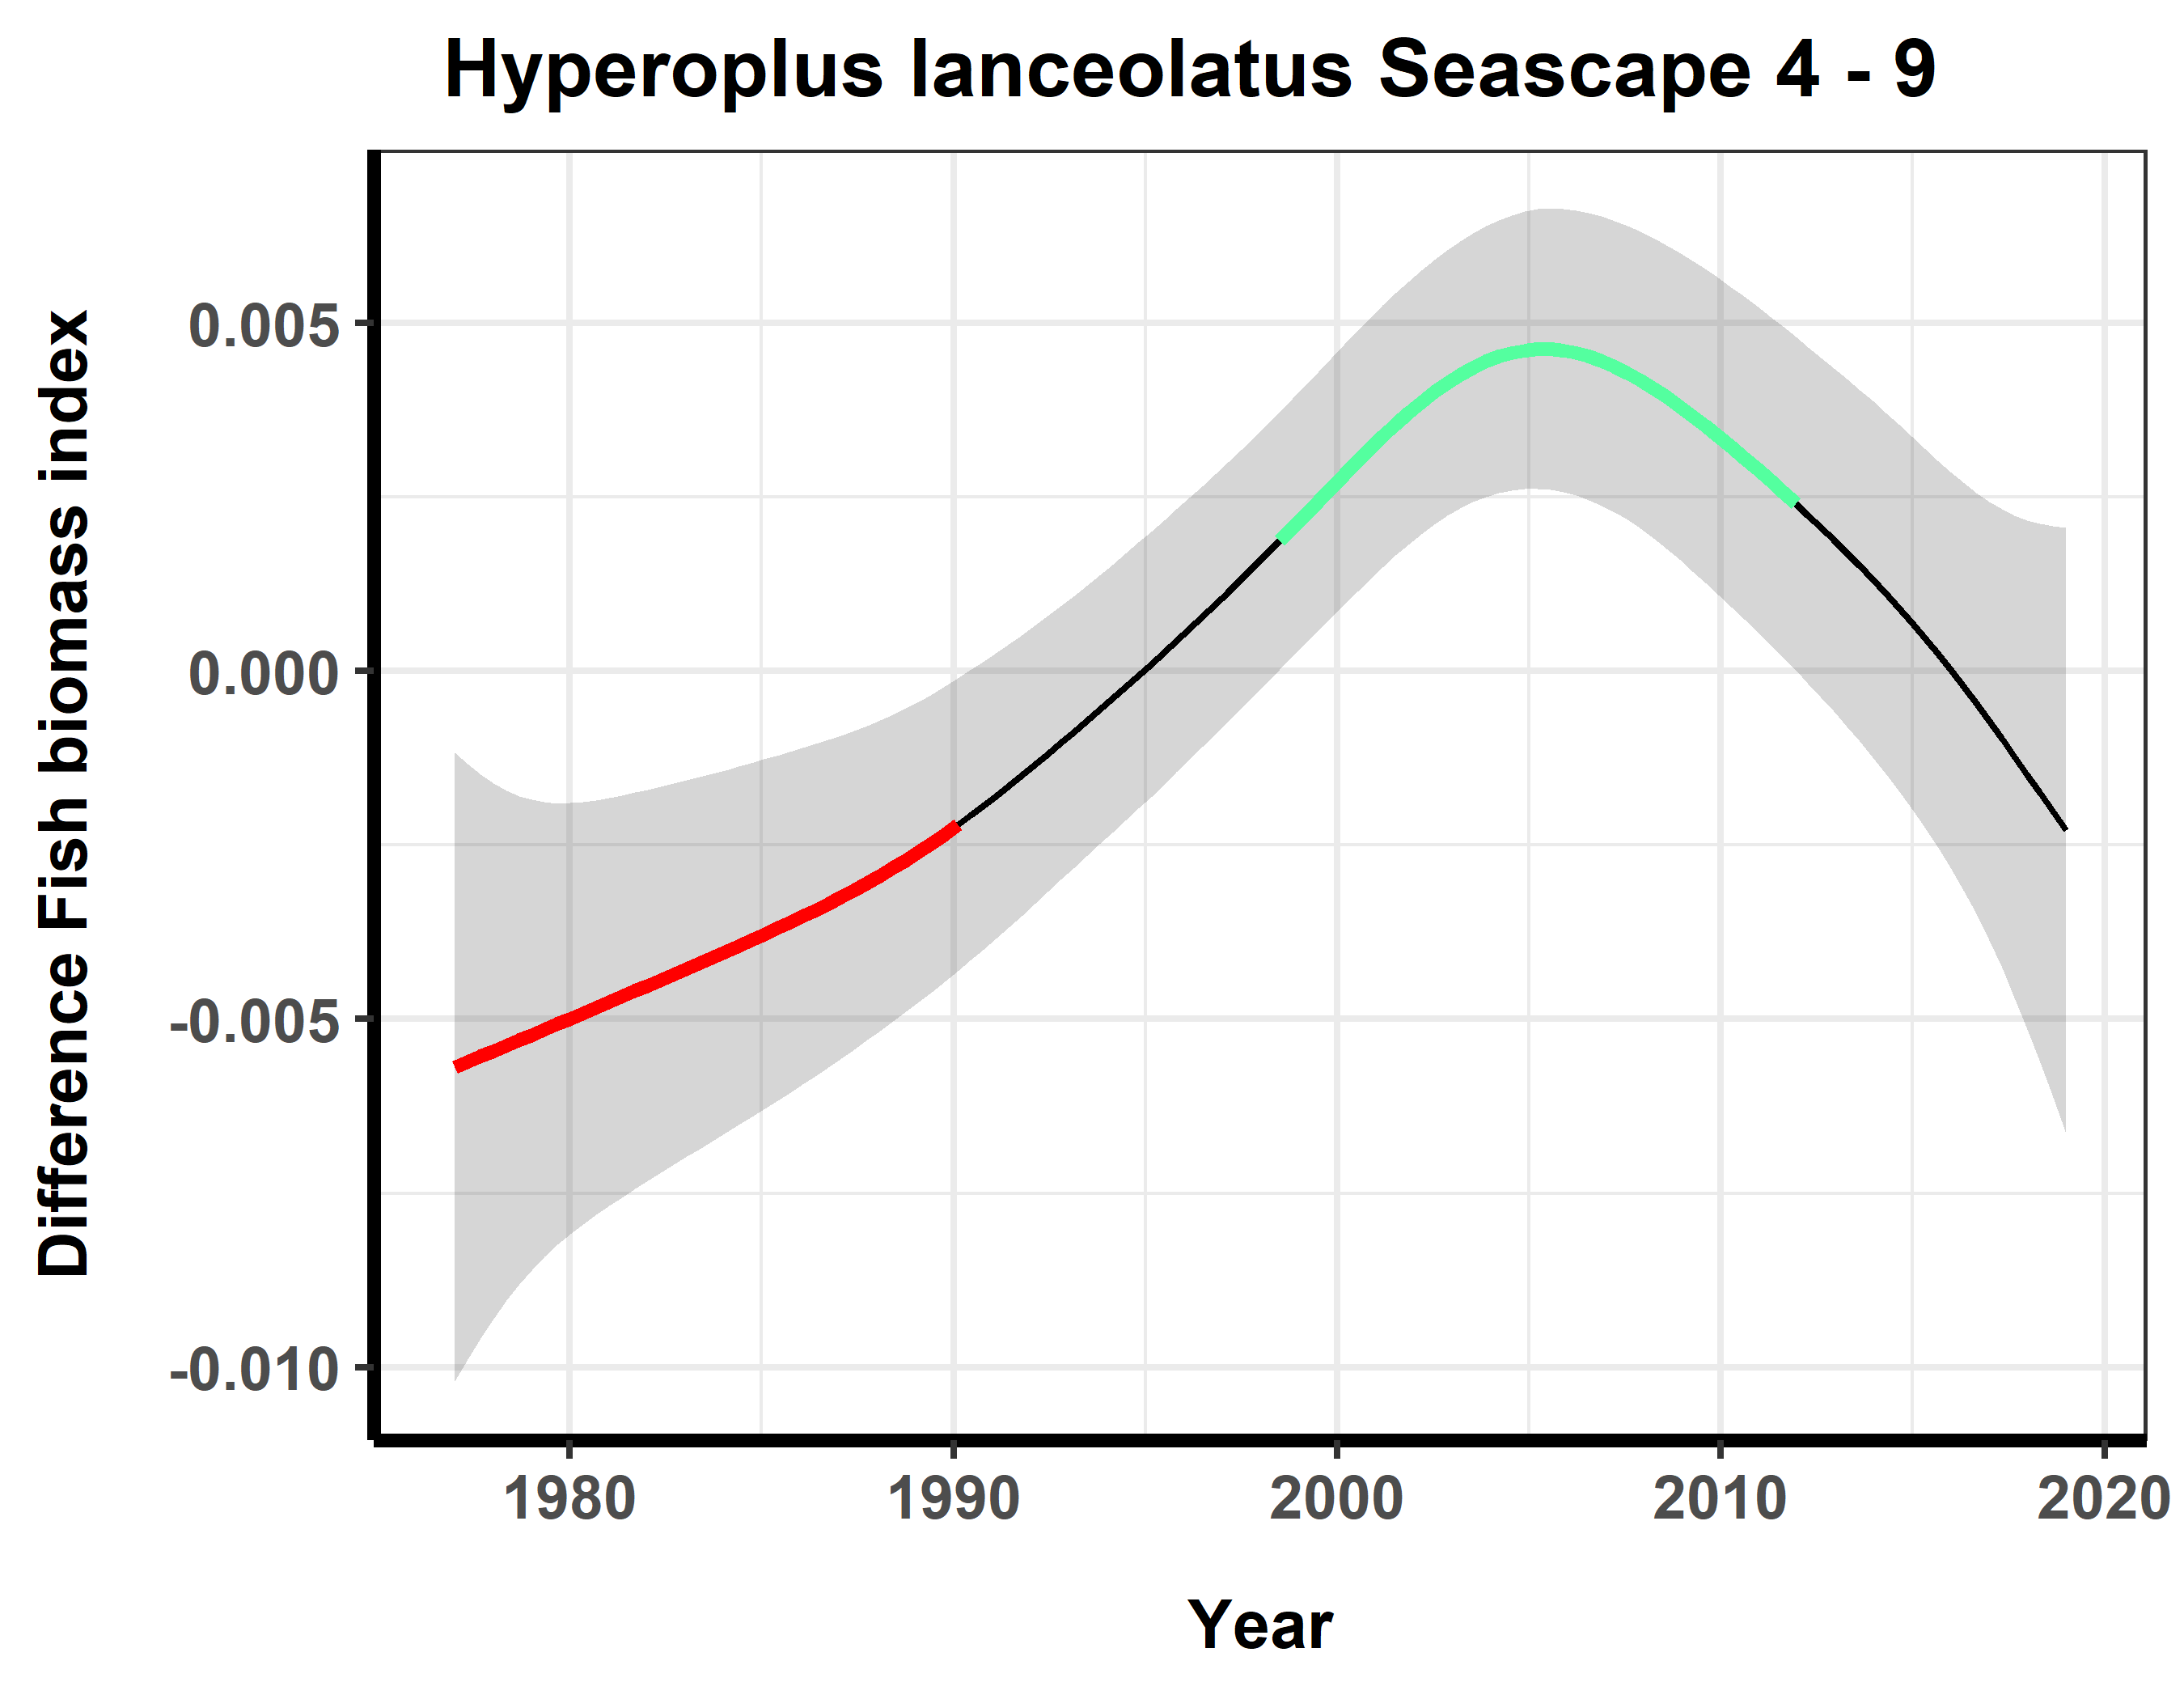 Hyperoplus lanceolatus Seascape 4 - 9
Difference Fish biomass index
0.005
0.000
-0.005
-0.010
1980 1990 2000 2010 2020
Year